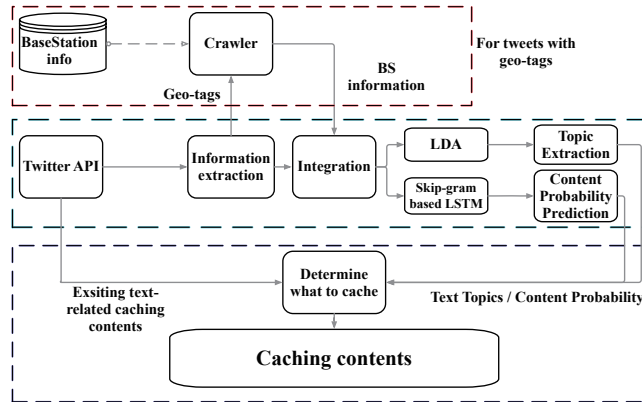 BaseStation
info
Crawler
For tweets with
geo-tags
BS
information
Geo-tags
Twitter API
Information
extraction
Integration
LDA
Topic
Extraction
Skip-gram
based LSTM
Content
Probability
Prediction
Determine
what to cache
Exsiting text-
related caching
contents
Text Topics / Content Probability
Caching contents